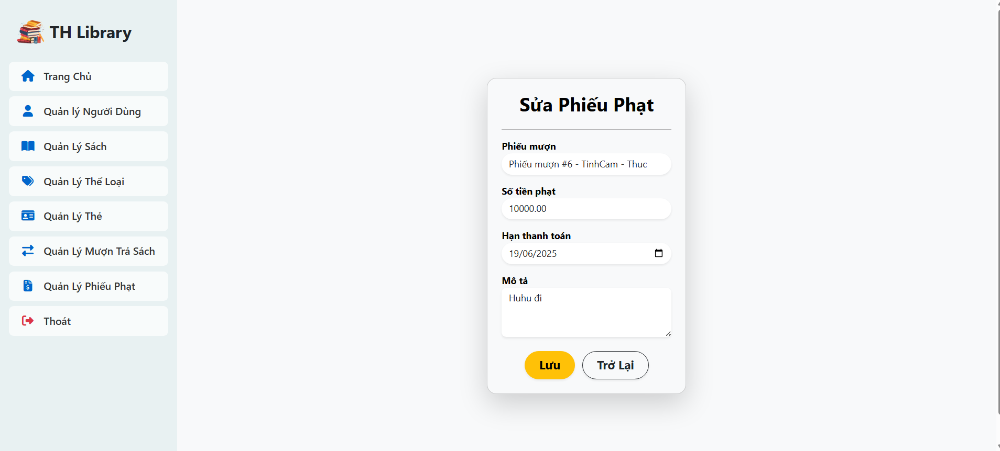 TH Library
Trang Chủ
Quản lý Người Dùng
Quản Lý Sách
Quản Lý Thể Loại
Quản Lý Thẻ
Quản Lý Mượn Trả Sách
Quản Lý Phiếu Phạt
Thoát
Sửa Phiếu Phạt
Phiếu mượn
Phiếu mượn #6 - TinhCam - Thuc
Số tiền phạt
10000.00
Hạn thanh toán
19/06/2025
Mô tả
Huhu đi
Lưu
Trở Lại